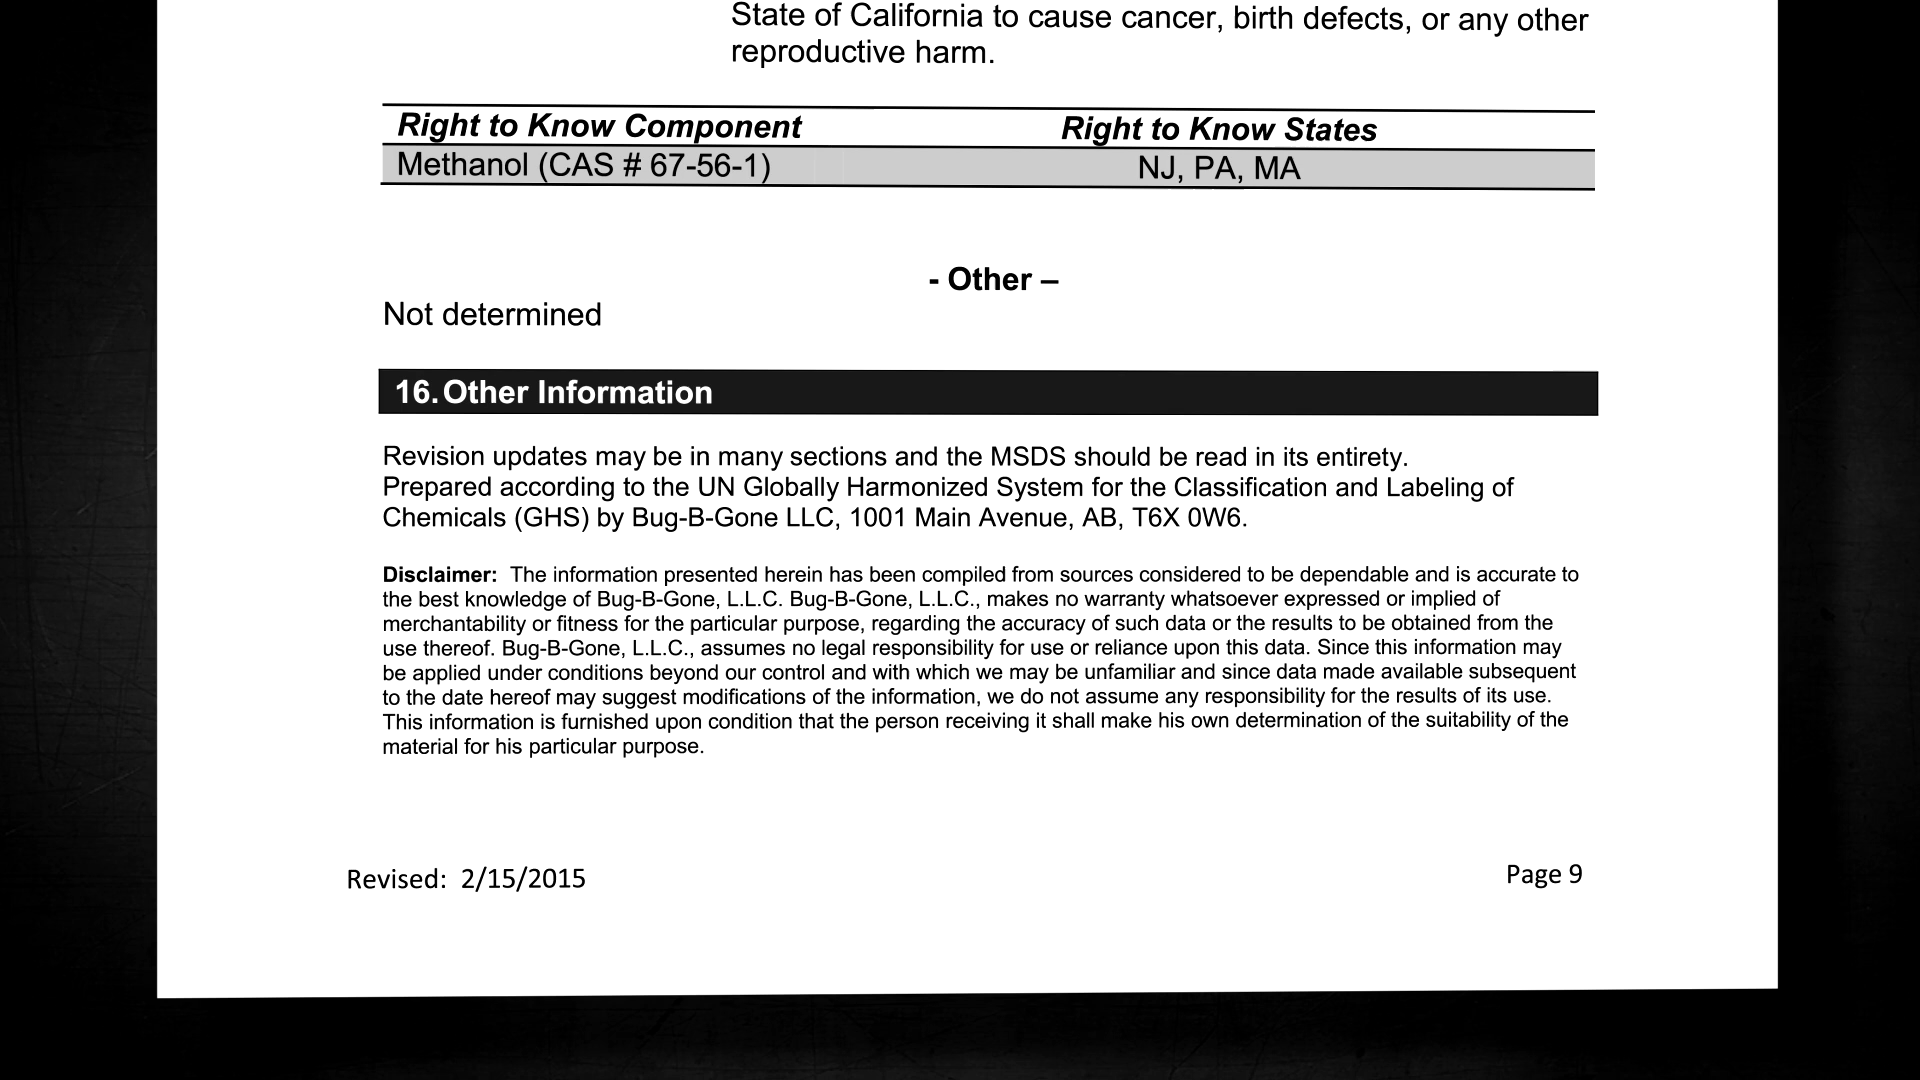 State of California to cause cancer, birth defects, or any other
reproductive harm.
Right to Know Component Right to Know States
Methanol (CAS # 67-56-1) NJ, PA, MA
- Other –
Not determined
16. Other Information
Revision updates may be in many sections and the MSDS should be read in its entirety.
Prepared according to the UN Globally Harmonized System for the Classification and Labeling of
Chemicals (GHS) by Bug-B-Gone LLC, 1001 Main Avenue, AB, T6X 0W6.
Disclaimer: The information presented herein has been compiled from sources considered to be dependable and is accurate to
the best knowledge of Bug-B-Gone, L.L.C. Bug-B-Gone, L.L.C., makes no warranty whatsoever expressed or implied of
merchantability or fitness for the particular purpose, regarding the accuracy of such data or the results to be obtained from the
use thereof. Bug-B-Gone, L.L.C., assumes no legal responsibility for use or reliance upon this data. Since this information may
be applied under conditions beyond our control and with which we may be unfamiliar and since data made available subsequent
to the date hereof may suggest modifications of the information, we do not assume any responsibility for the results of its use.
This information is furnished upon condition that the person receiving it shall make his own determination of the suitability of the
material for his particular purpose.
Revised: 2/15/2015 Page 9